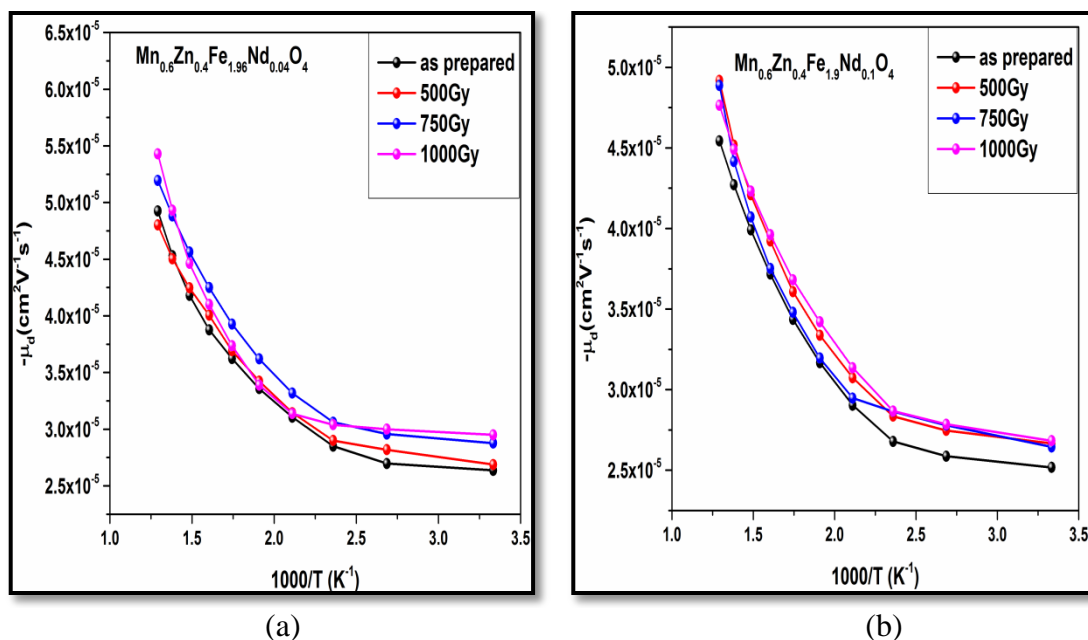 Mn₀.₆Zn₀.₄Fe₁.₉₆Nd₀.₀₄O₄
as prepared
500Gy
750Gy
1000Gy
6.5x10⁻⁵
6.0x10⁻⁵
5.5x10⁻⁵
5.0x10⁻⁵
4.5x10⁻⁵
4.0x10⁻⁵
3.5x10⁻⁵
3.0x10⁻⁵
2.5x10⁻⁵
-μd(cm²V⁻¹s⁻¹)
1.0 1.5 2.0 2.5 3.0 3.5
1000/T (K⁻¹)
(a)
Mn₀.₆Zn₀.₄Fe₁.₉Nd₀.₁O₄
as prepared
500Gy
750Gy
1000Gy
5.0x10⁻⁵
4.5x10⁻⁵
4.0x10⁻⁵
3.5x10⁻⁵
3.0x10⁻⁵
2.5x10⁻⁵
-μd(cm²V⁻¹s⁻¹)
1.0 1.5 2.0 2.5 3.0 3.5
1000/T (K⁻¹)
(b)